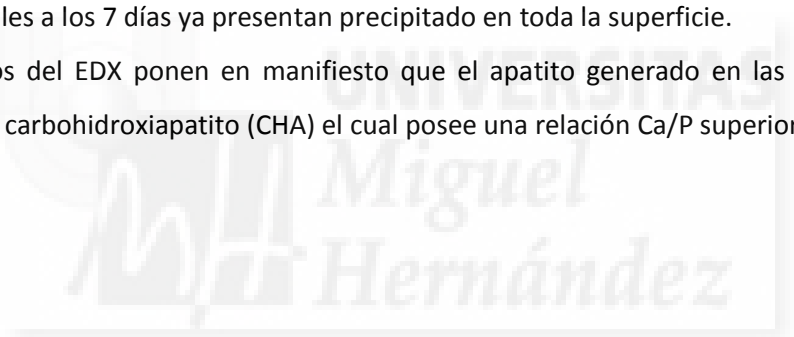 les a los 7 días ya presentan precipitado en toda la superficie.
os del EDX ponen en manifiesto que el apatito generado en las
carbohidroxiapatito (CHA) el cual posee una relación Ca/P superior
UNIVERSITAS
Miguel
Hernández